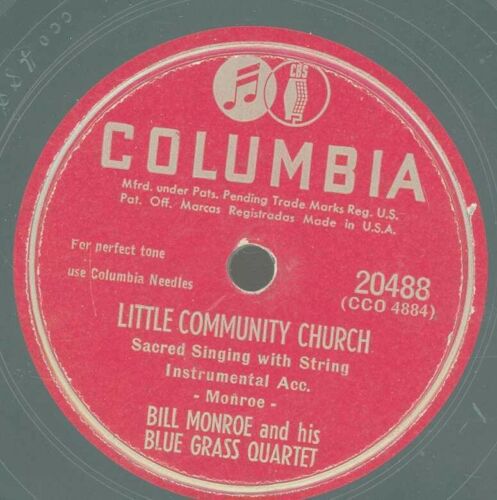 CBS
COLUMBIA
Mfrd. under Pats. Pending Trade Marks Reg. U.S.
Pat. Off. Marcas Registradas Made in U.S.A.
For perfect tone
use Columbia Needles
20488
(CCO 4884)
LITTLE COMMUNITY CHURCH
Sacred Singing with String
Instrumental Acc.
- Monroe -
BILL MONROE and his
BLUE GRASS QUARTET